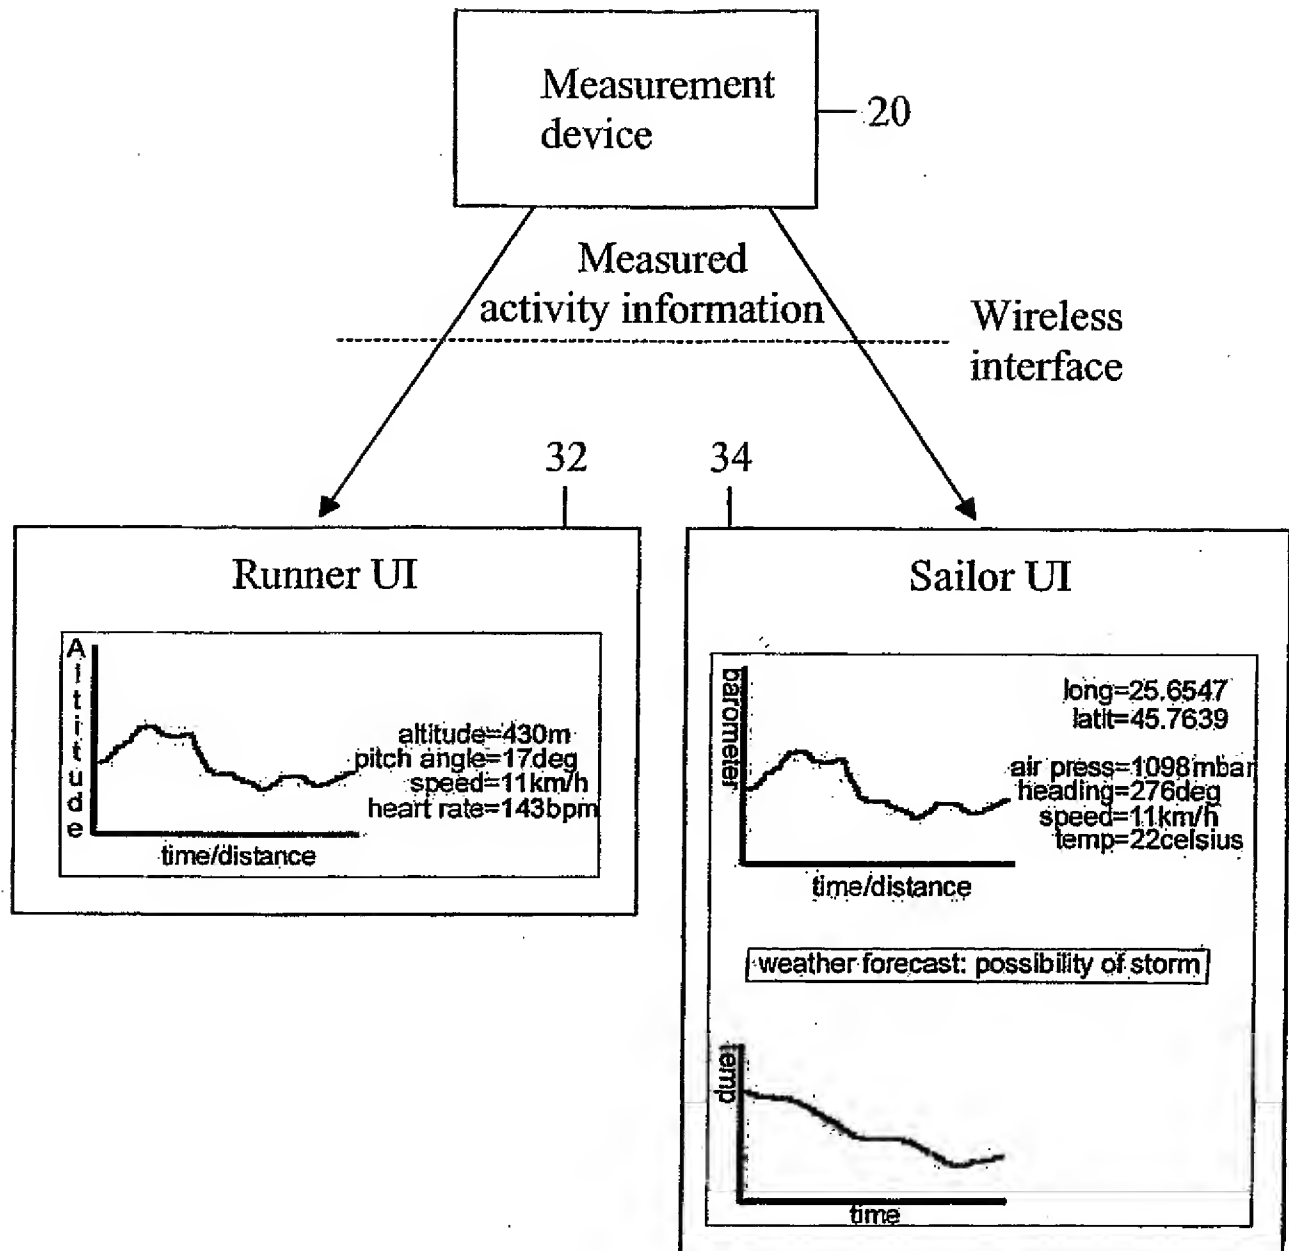 Measurement
device
20
Measured
activity information
Wireless
interface
32
34
Runner UI
Altitude
altitude=430m
pitch angle=17deg
speed=11km/h
heart rate=143bpm
time/distance
Sailor UI
barometer
long=25.6547
latit=45.7639
air press=1098mbar
heading=276deg
speed=11km/h
temp=22celsius
time/distance
weather forecast: possibility of storm
temp
time